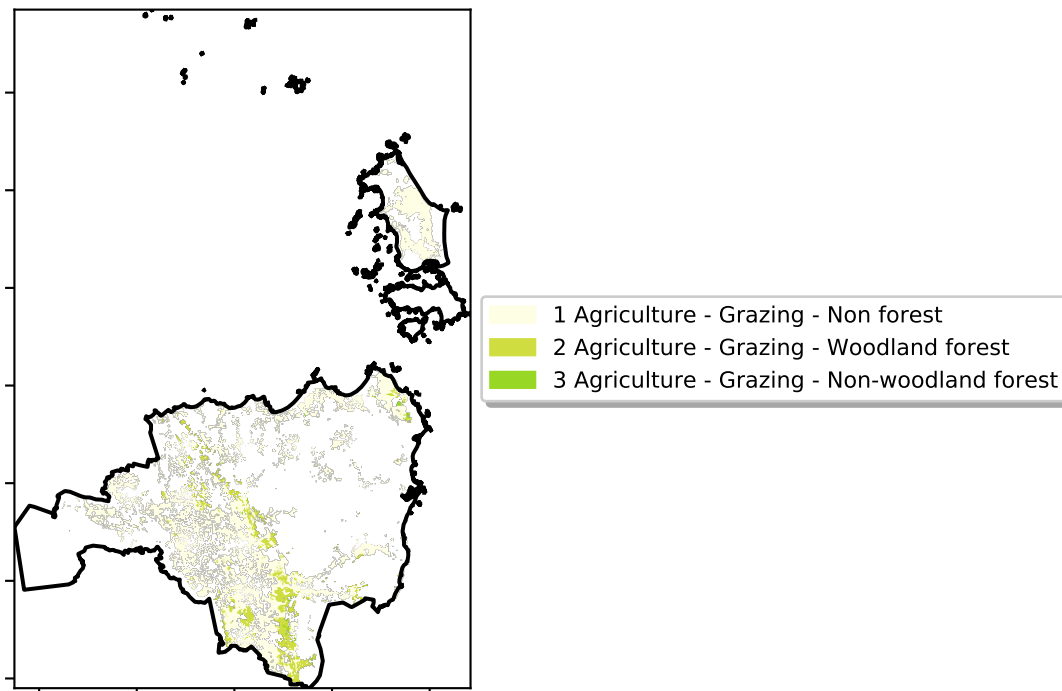 1 Agriculture - Grazing - Non forest
2 Agriculture - Grazing - Woodland forest
3 Agriculture - Grazing - Non-woodland forest